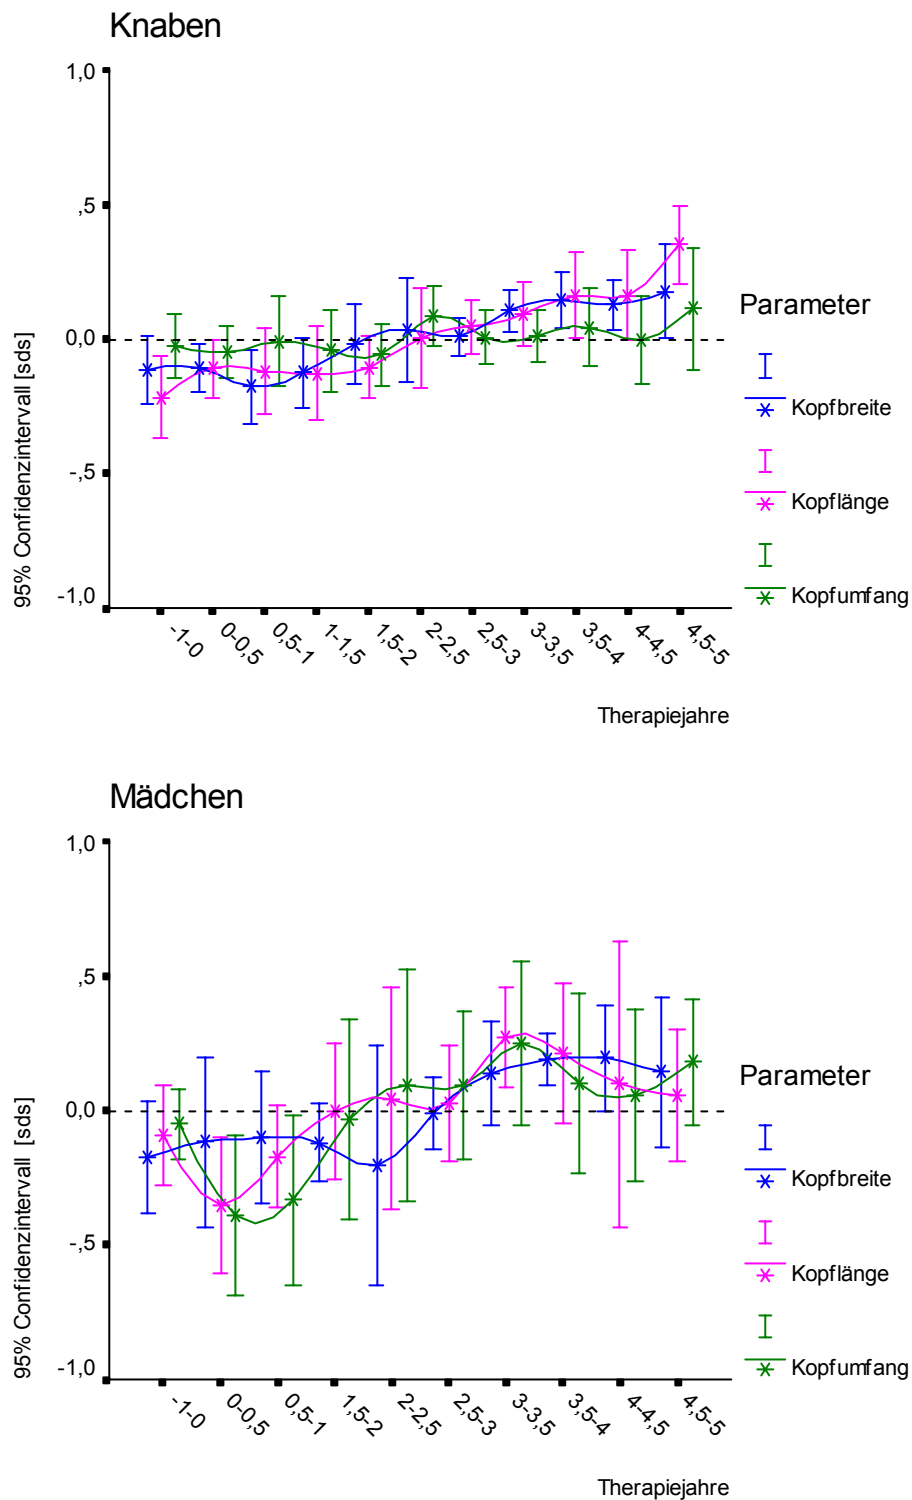 Knaben
1,0
,5
0.0
-,5
-1,0
95% Confidenzintervall [sds]
-1-0
0-0,5
0,5-1
1-1,5
1,5-2
2-2,5
2,5-3
3-3,5
3,5-4
4-4,5
4,5-5
Therapiejahre
Parameter
Kopfbreite
Kopflänge
Kopfumfang
Mädchen
1,0
,5
0.0
-,5
-1,0
95% Confidenzintervall [sds]
-1-0
0-0,5
0,5-1
1,5-2
2-2,5
2,5-3
3-3,5
3,5-4
4-4,5
4,5-5
Therapiejahre
Parameter
Kopfbreite
Kopflänge
Kopfumfang